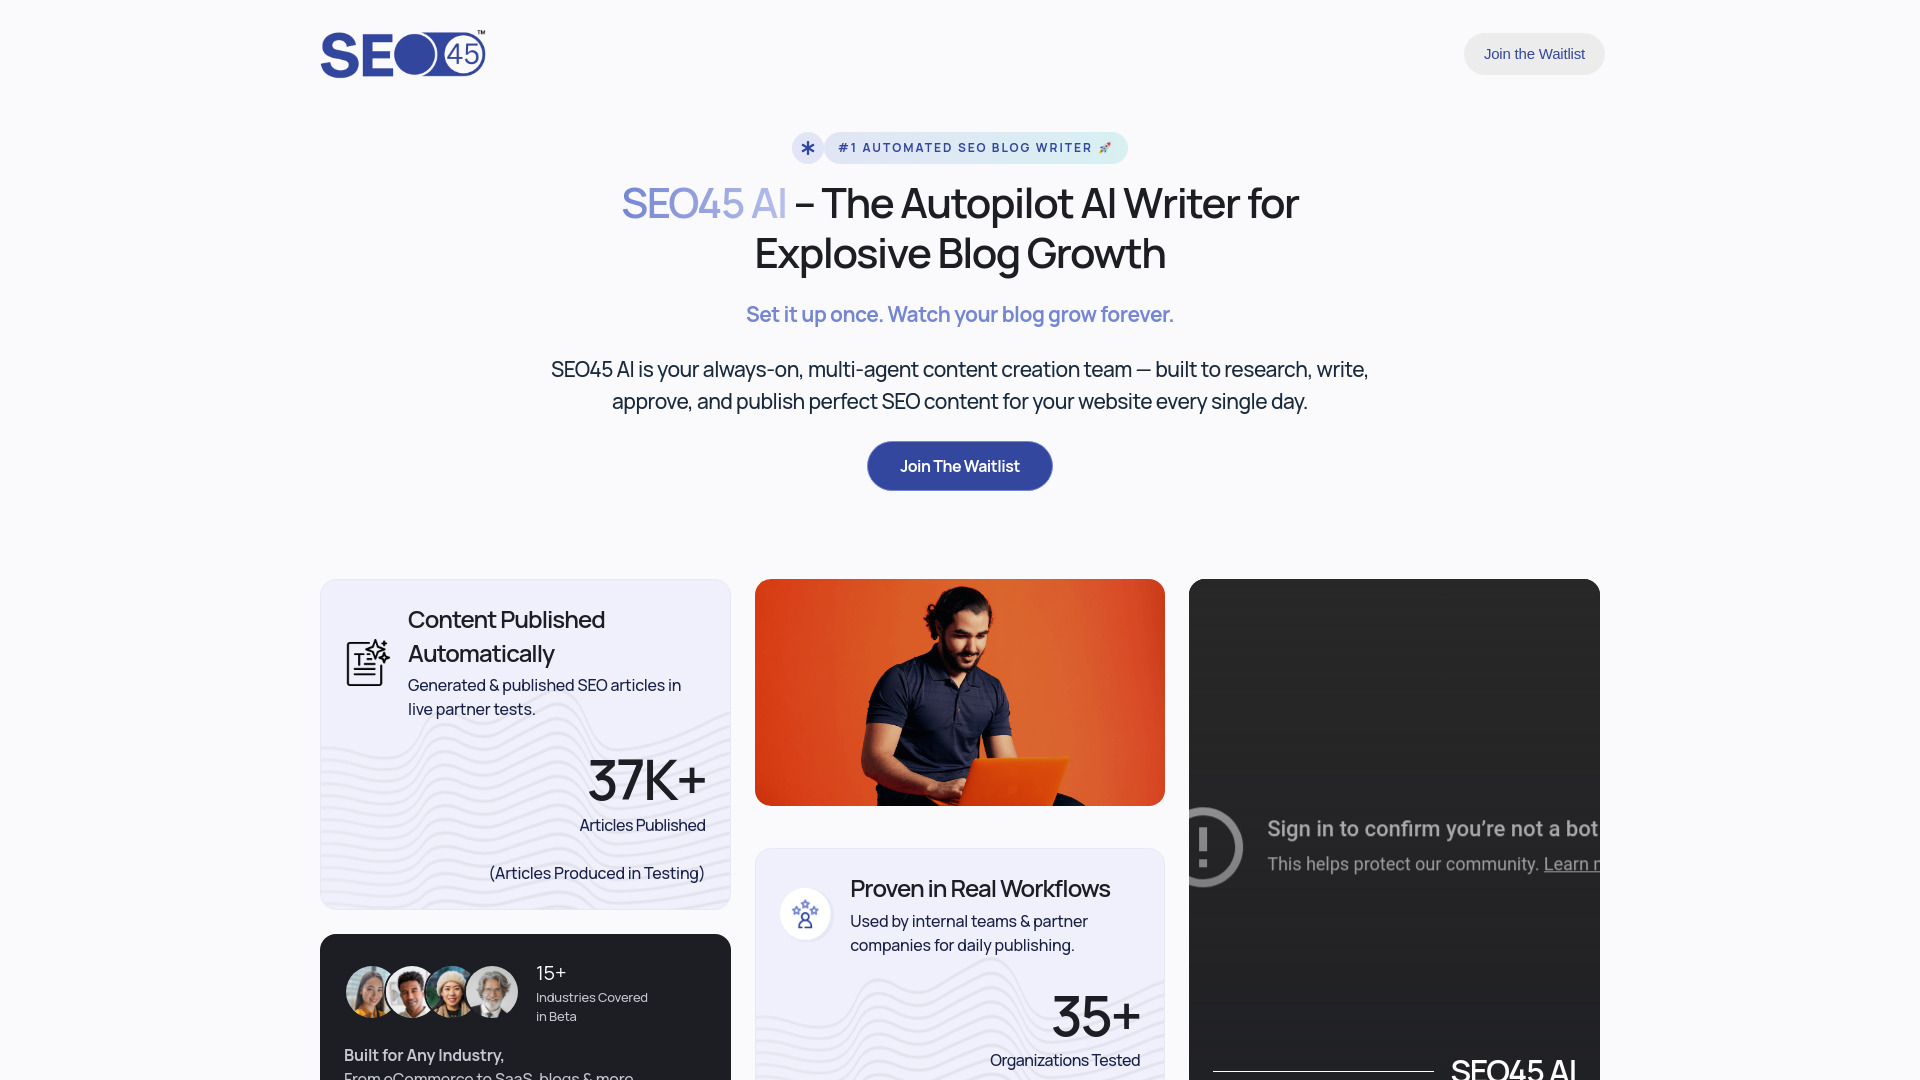 SEO 45 ™
Join the Waitlist
#1 AUTOMATED SEO BLOG WRITER 🚀
SEO45 AI – The Autopilot AI Writer for
Explosive Blog Growth
Set it up once. Watch your blog grow forever.
SEO45 AI is your always-on, multi-agent content creation team — built to research, write,
approve, and publish perfect SEO content for your website every single day.
Join The Waitlist
Content Published
Automatically
Generated & published SEO articles in
live partner tests.
37K+
Articles Published
(Articles Produced in Testing)
15+
Industries Covered
in Beta
Built for Any Industry,
From eCommerce to SaaS, blogs & more
Proven in Real Workflows
Used by internal teams & partner
companies for daily publishing.
35+
Organizations Tested
Sign in to confirm you’re not a bot
This helps protect our community. Learn
SEO45 AI